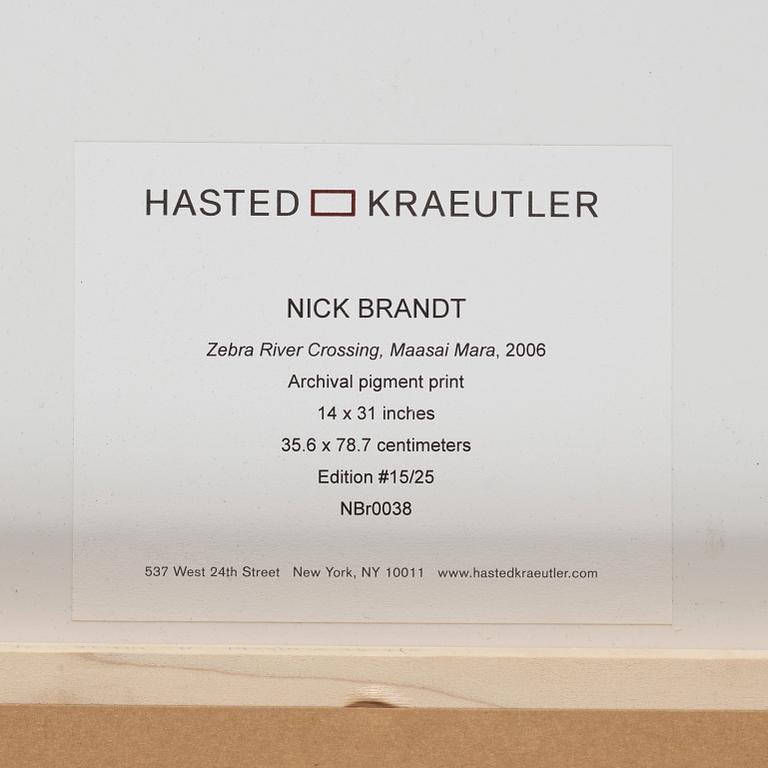 HASTED KRAEUTLER
NICK BRANDT
Zebra River Crossing, Maasai Mara, 2006
Archival pigment print
14 x 31 inches
35.6 x 78.7 centimeters
Edition #15/25
NBr0038
537 West 24th Street New York, NY 10011 www.hastedkraeutler.com